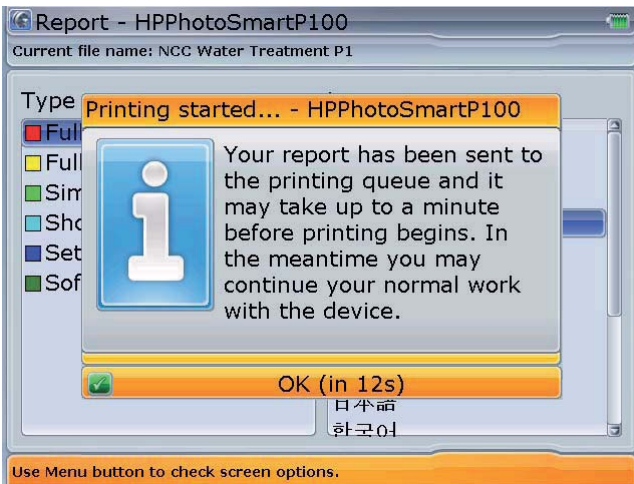 Report - HPPhotoSmartP100
Current file name: NCC Water Treatment P1
Type
Printing started... - HPPhotoSmartP100
Full
Full
Your report has been sent to
the printing queue and it
may take up to a minute
before printing begins. In
the meantime you may
continue your normal work
with the device.
Sim
Sho
Set
Sof
OK (in 12s)
日本語
한국어
Use Menu button to check screen options.